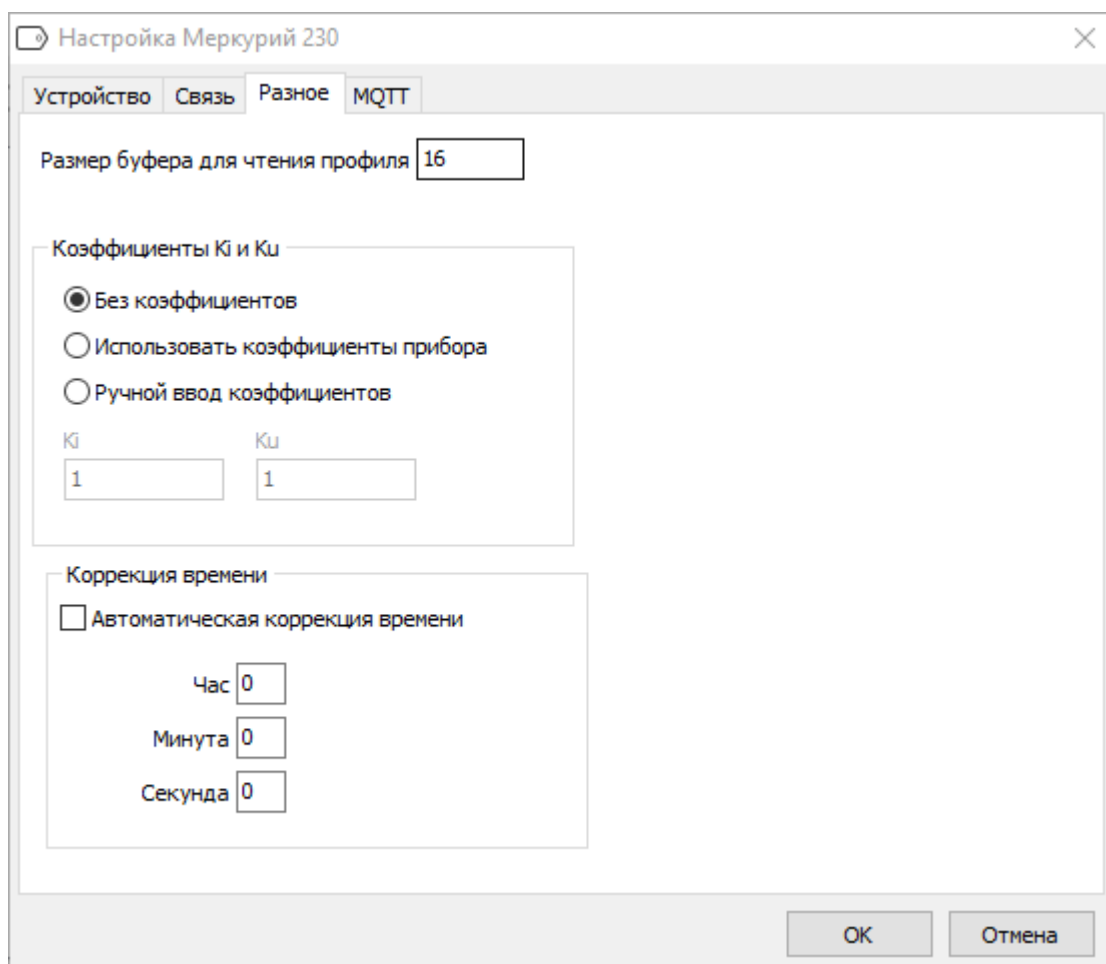 Настройка Меркурий 230
Устройство Связь Разное MQTT
Размер буфера для чтения профиля 16
Коэффициенты Ki и Ku
Без коэффициентов
Использовать коэффициенты прибора
Ручной ввод коэффициентов
Ki Ku
1 1
Коррекция времени
Автоматическая коррекция времени
Час 0
Минута 0
Секунда 0
OK Отмена